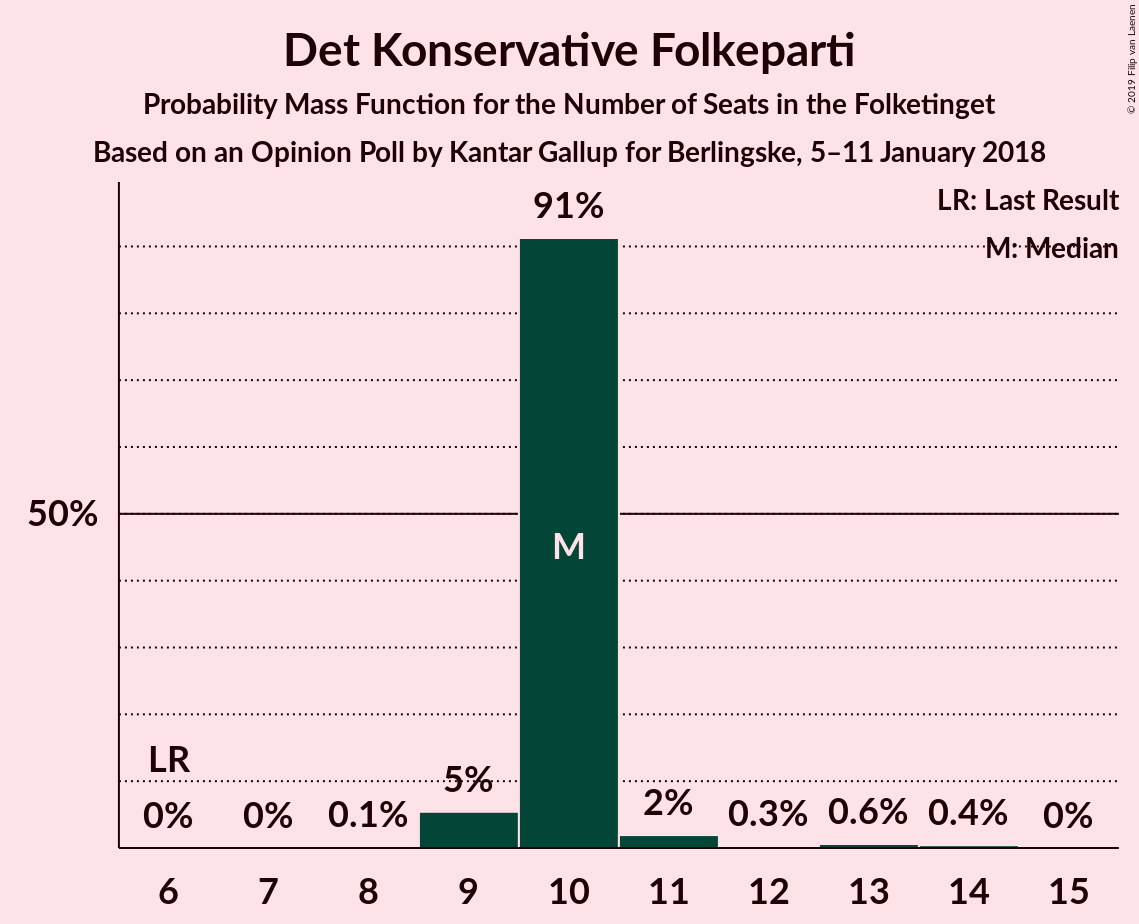 Det Konservative Folkeparti
Probability Mass Function for the Number of Seats in the Folketinget
Based on an Opinion Poll by Kantar Gallup for Berlingske, 5–11 January 2018
© 2019 Filip van Laenen
LR: Last Result
M: Median
91%
50%
M
LR
0%
0%
0.1%
5%
2%
0.3%
0.6%
0.4%
0%
6 7 8 9 10 11 12 13 14 15